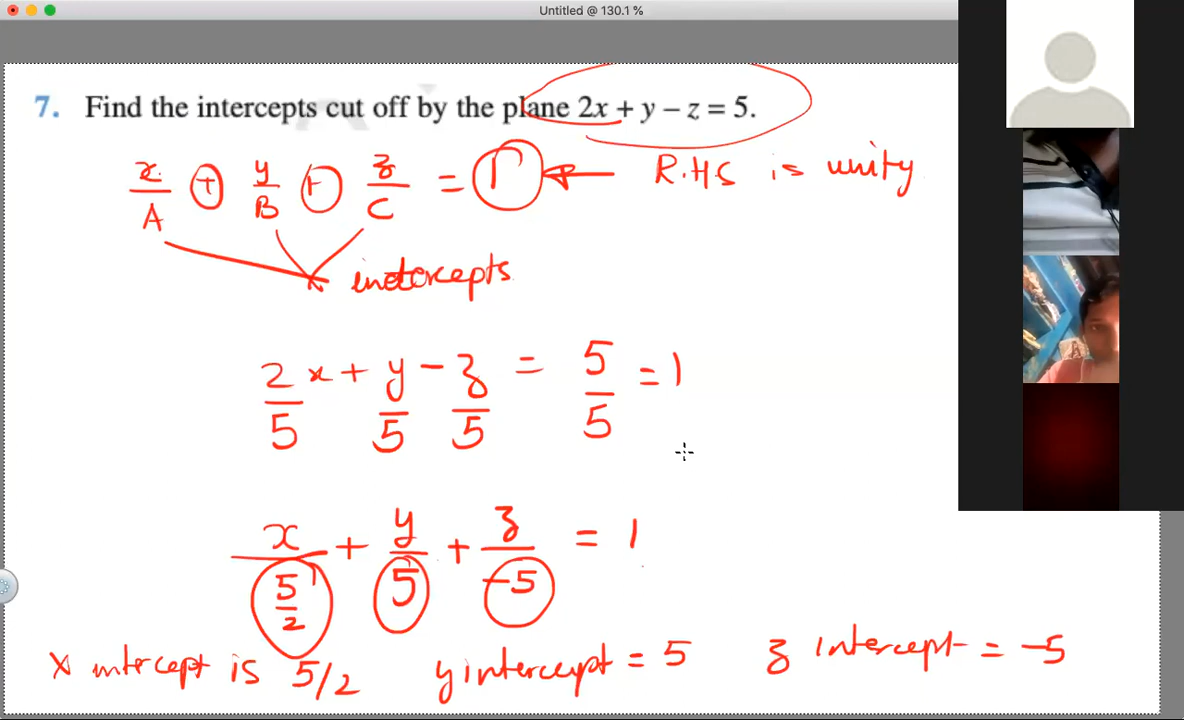 Untitled @ 130.1 %
7. Find the intercepts cut off by the plane 2x + y – z = 5.
x/A + y/B + z/C = 1 ← R.H.S is unity
intercepts
2/5 x + y/5 - z/5 = 5/5 = 1
x/(5/2) + y/5 + z/-5 = 1
x intercept is 5/2 y intercept = 5 z intercept = -5